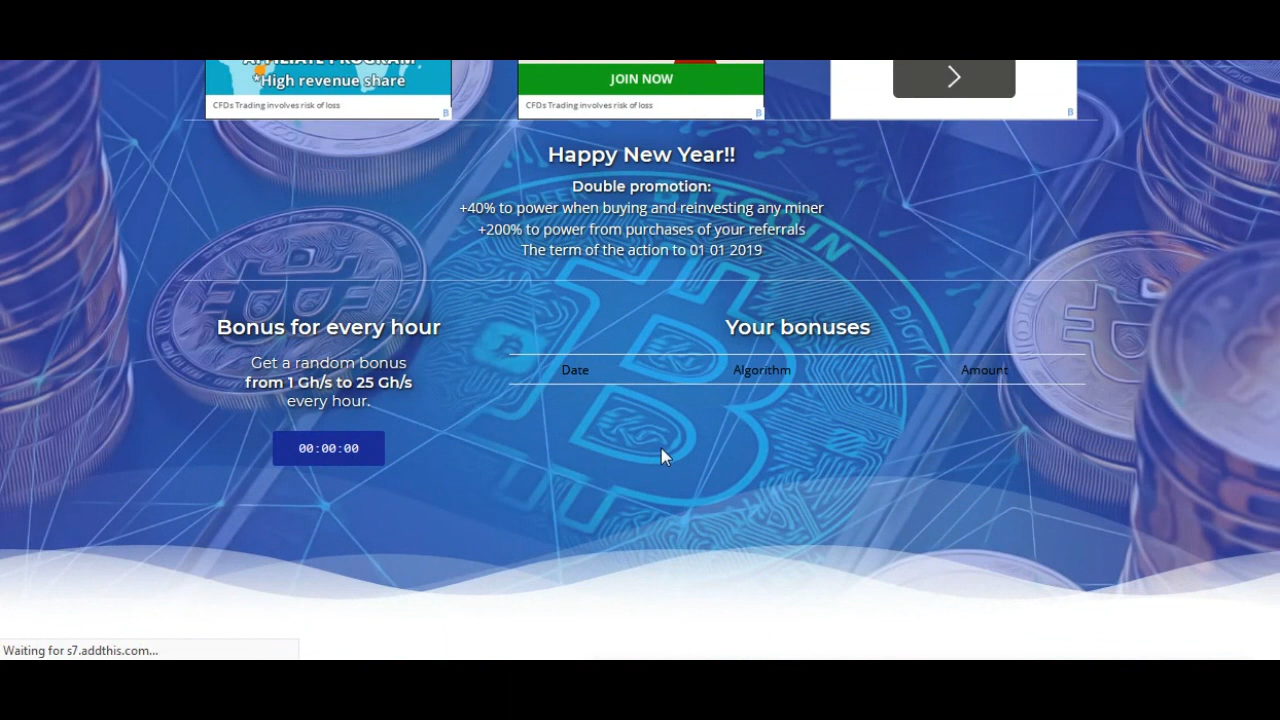 AFFILIATE PROGRAM
*High revenue share
CFDs Trading involves risk of loss
B
JOIN NOW
CFDs Trading involves risk of loss
B
B
Happy New Year!!
Double promotion:
+40% to power when buying and reinvesting any miner
+200% to power from purchases of your referrals
The term of the action to 01 01 2019
Bonus for every hour
Get a random bonus
from 1 Gh/s to 25 Gh/s
every hour.
00:00:00
Your bonuses
Date Algorithm Amount
BITCOIN
DIGITAL
Waiting for s7.addthis.com...